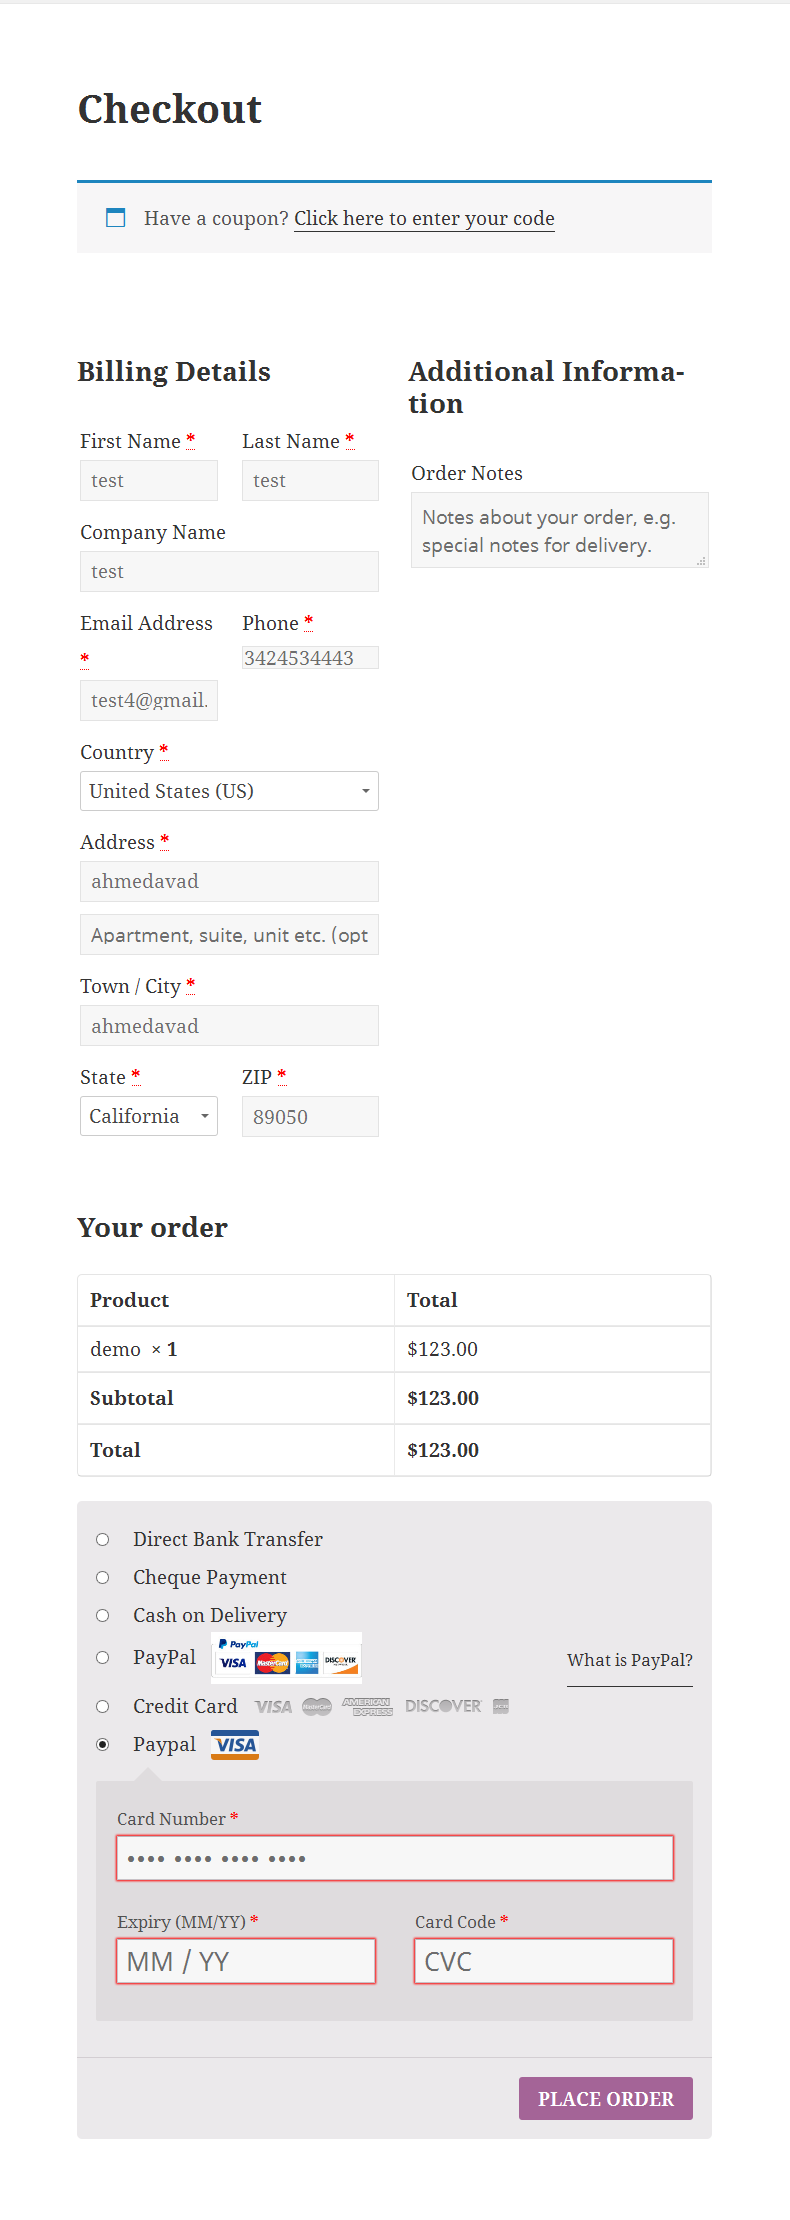 Checkout
Have a coupon? Click here to enter your code
Billing Details
First Name *
Last Name *
test
test
Company Name
test
Email Address
*
Phone *
3424534443
test4@gmail.
Country *
United States (US)
Address *
ahmedavad
Apartment, suite, unit etc. (opt
Town / City *
ahmedavad
State *
ZIP *
California
89050
Additional Informa-
tion
Order Notes
Notes about your order, e.g.
special notes for delivery.
Your order
Product Total
demo × 1 $123.00
Subtotal $123.00
Total $123.00
Direct Bank Transfer
Cheque Payment
Cash on Delivery
PayPal PayPal
VISA MasterCard DISCOVER
What is PayPal?
Credit Card VISA MasterCard AMERICAN EXPRESS DISCOVER JCB
Paypal VISA
Card Number *
•••• •••• •••• ••••
Expiry (MM/YY) *
Card Code *
MM / YY
CVC
PLACE ORDER